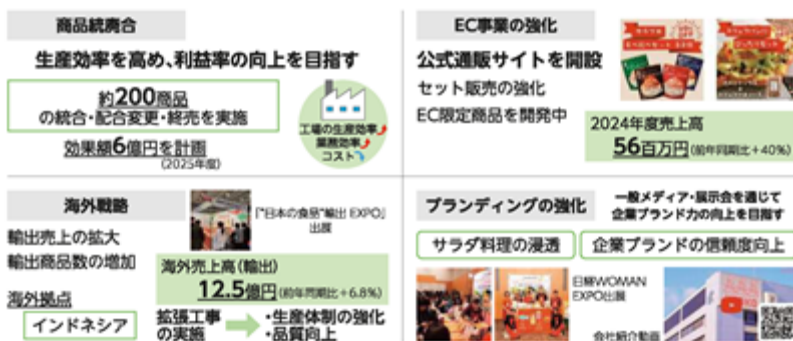 商品統廃合
生産効率を高め、利益率の向上を目指す
約200商品
の統合・配合変更・終売を実施
効果額6億円を計画
(2025年度)
工場の生産効率
業務効率
コスト
EC事業の強化
公式通販サイトを開設
セット販売の強化
EC限定商品を開発中
2024年度売上高
56百万円(前年同期比+40%)
海外戦略
「"日本の食品"輸出 EXPO」
出展
輸出売上の拡大
輸出商品数の増加
海外売上高(輸出)
12.5億円(前年同期比+6.8%)
海外拠点
インドネシア
拡張工事
の実施
・生産体制の強化
・品質向上
ブランディングの強化
一般メディア・展示会を通じて
企業ブランド力の向上を目指す
サラダ料理の浸透
企業ブランドの信頼度向上
日経WOMAN
EXPO出展
会社紹介動画